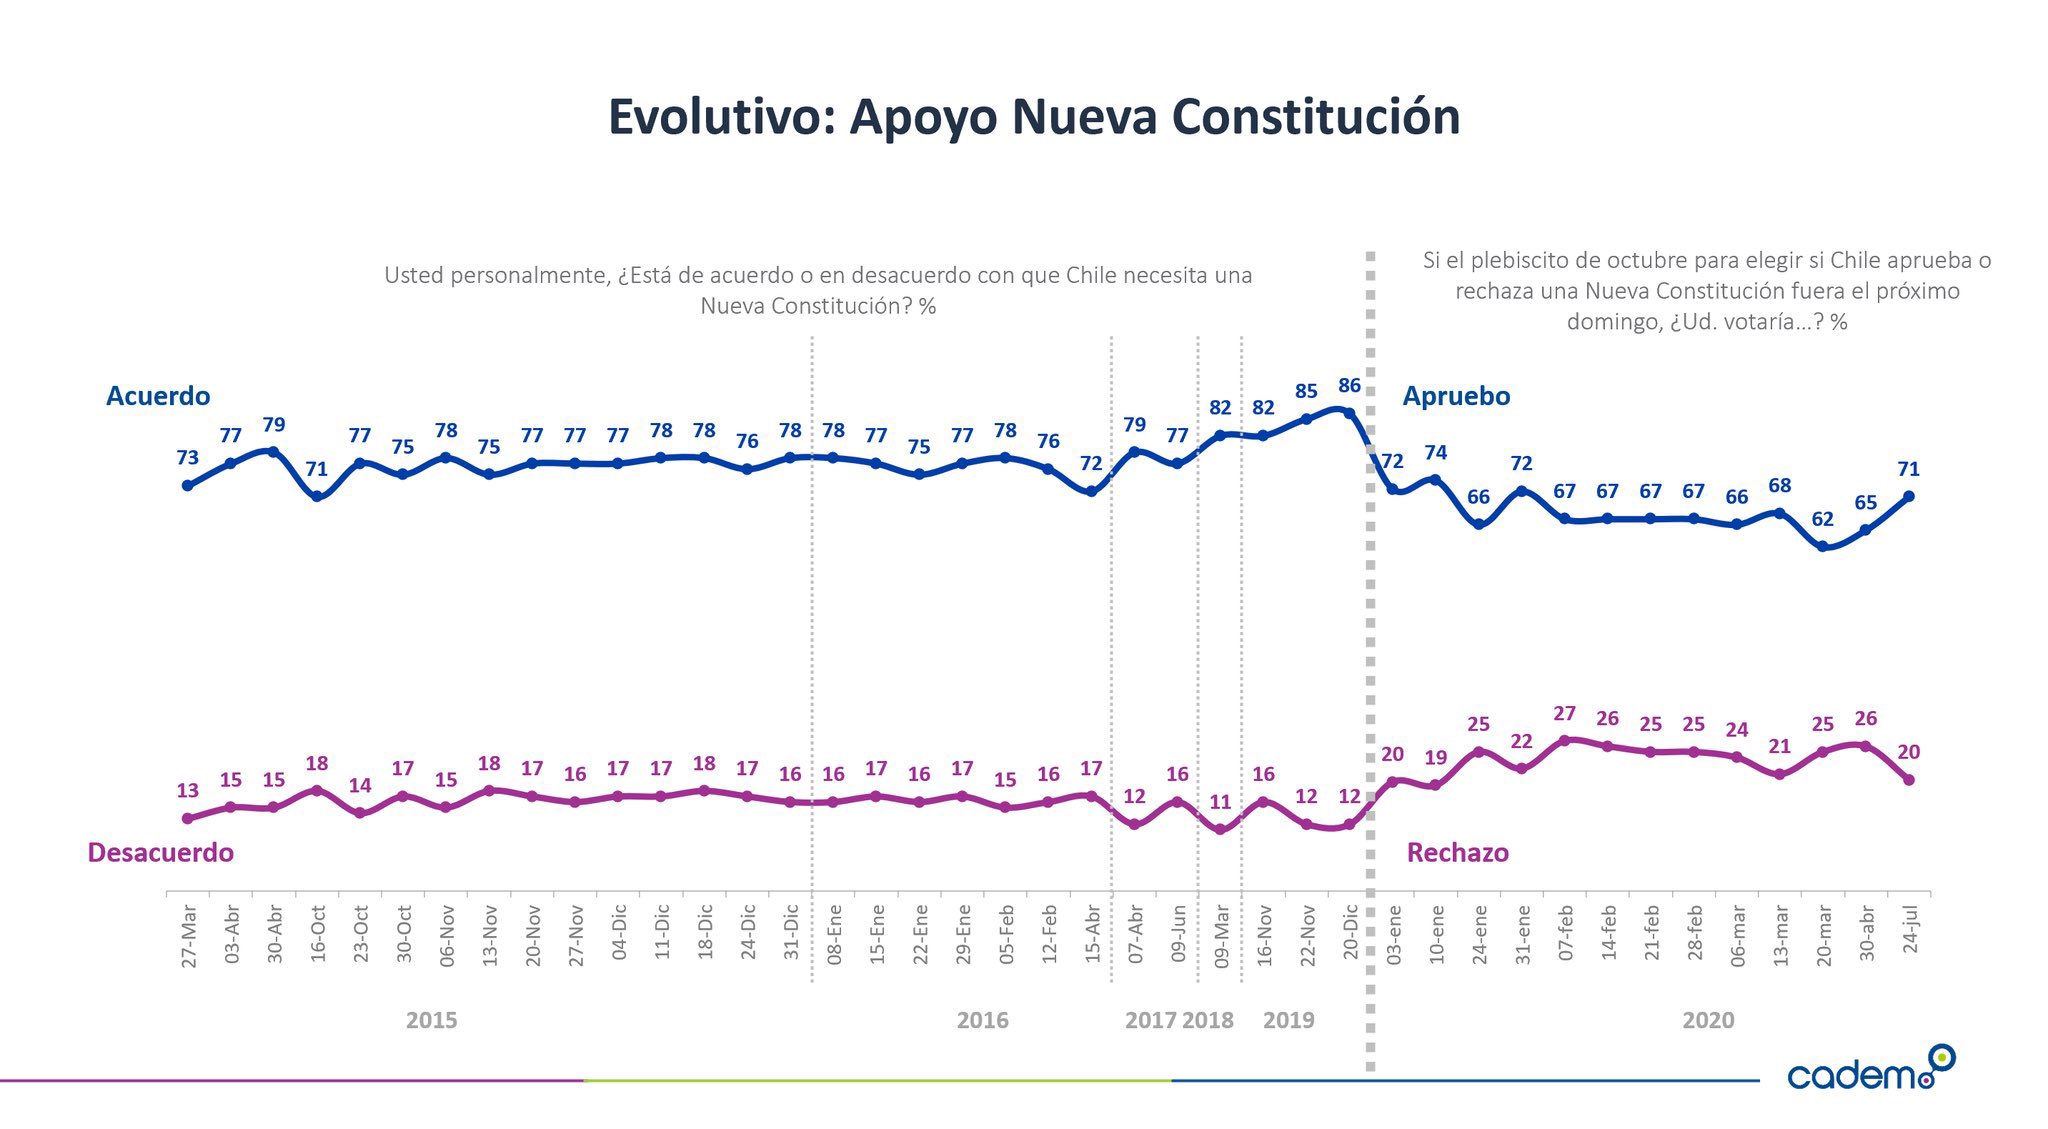 Evolutivo: Apoyo Nueva Constitución
Usted personalmente, ¿Está de acuerdo o en desacuerdo con que Chile necesita una
Nueva Constitución? %
Si el plebiscito de octubre para elegir si Chile aprueba o
rechaza una Nueva Constitución fuera el próximo
domingo, ¿Ud. votaría...? %
Acuerdo
Apruebo
73 77 79 71 77 75 78 75 77 77 77 78 78 76 78 78 77 75 77 78 76 72 79 77 82 82 85 86 72 74 66 72 67 67 67 67 66 68 62 65 71
13 15 15 18 14 17 15 18 17 16 17 17 18 17 16 16 17 16 17 15 16 17 12 16 11 16 12 12 20 19 25 22 27 26 25 25 24 21 25 26 20
Desacuerdo
Rechazo
27-Mar 03-Abr 30-Abr 16-Oct 23-Oct 30-Oct 06-Nov 13-Nov 20-Nov 27-Nov 04-Dic 11-Dic 18-Dic 24-Dic 31-Dic 08-Ene 15-Ene 22-Ene 29-Ene 05-Feb 12-Feb 15-Abr 07-Abr 09-Jun 09-Mar 16-Nov 22-Nov 20-Dic 03-ene 10-ene 24-ene 31-ene 07-feb 14-feb 21-feb 28-feb 06-mar 13-mar 20-mar 30-abr 24-jul
2015 2016 2017 2018 2019 2020
cadem